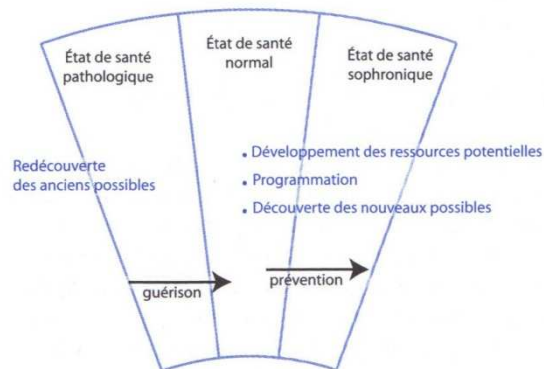 État de santé
pathologique
État de santé
normal
État de santé
sophronique
Redécouverte
des anciens possibles
• Développement des ressources potentielles
• Programmation
• Découverte des nouveaux possibles
guérison
prévention